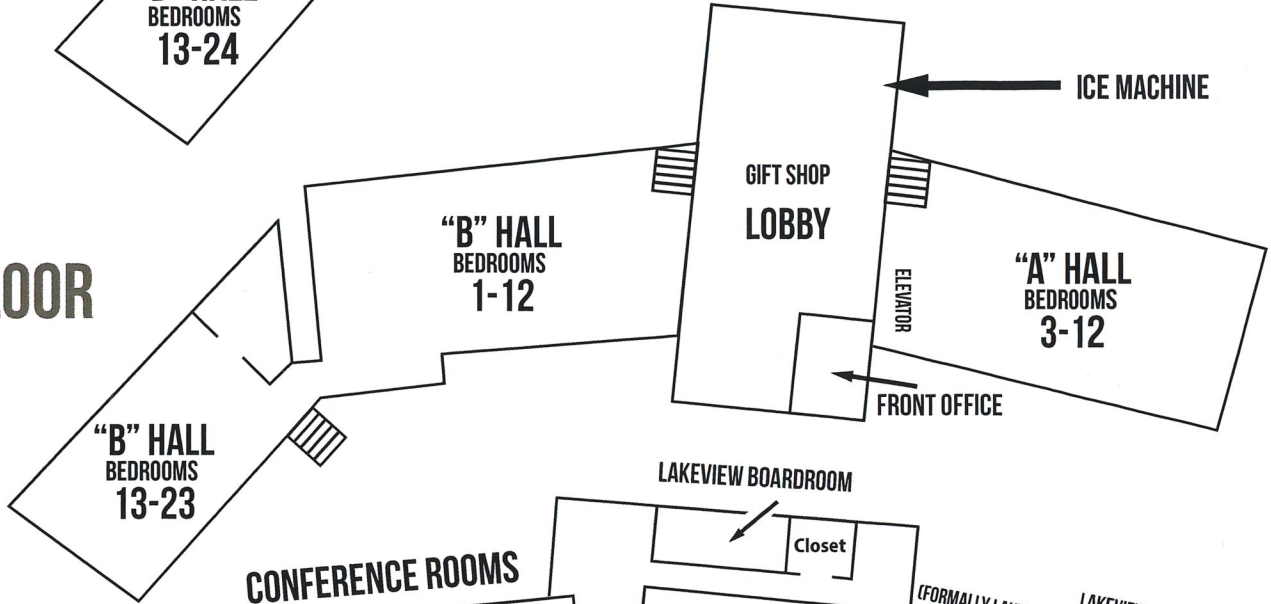 BEDROOMS
13-24
ICE MACHINE
GIFT SHOP
LOBBY
"B" HALL
BEDROOMS
1-12
"A" HALL
BEDROOMS
3-12
ELEVATOR
OOR
FRONT OFFICE
"B" HALL
BEDROOMS
13-23
LAKEVIEW BOARDROOM
Closet
CONFERENCE ROOMS
(FORMALLY